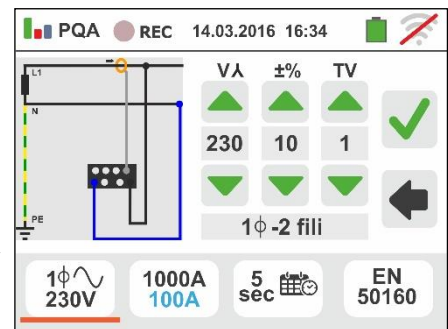 PQA REC 14.03.2016 16:34
V⅄ ±% TV
L1
N
230 10 1
PE
1ϕ -2 fili
1ϕ 230V
1000A 100A
5 sec
EN 50160